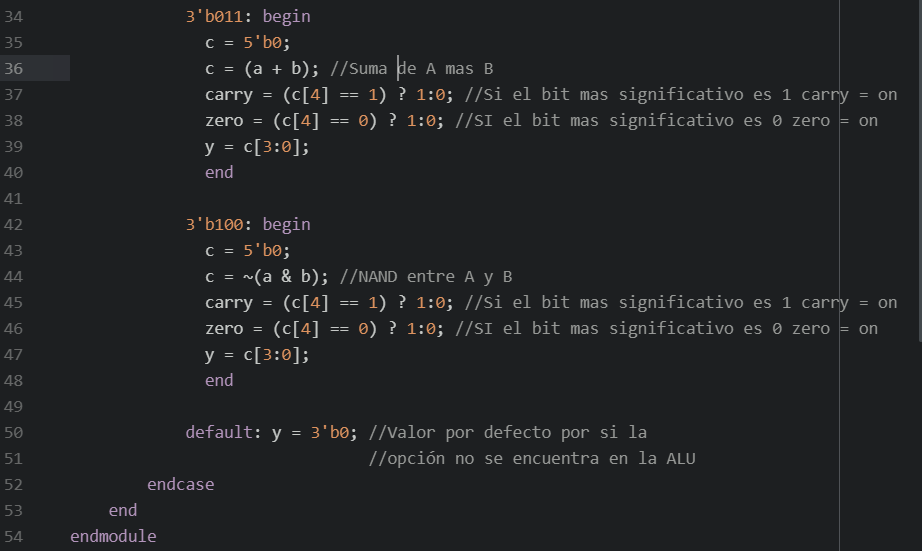 34 3'b011: begin
35 c = 5'b0;
36 c = (a + b); //Suma de A mas B
37 carry = (c[4] == 1) ? 1:0; //Si el bit mas significativo es 1 carry = on
38 zero = (c[4] == 0) ? 1:0; //SI el bit mas significativo es 0 zero = on
39 y = c[3:0];
40 end
41
42 3'b100: begin
43 c = 5'b0;
44 c = ~(a & b); //NAND entre A y B
45 carry = (c[4] == 1) ? 1:0; //Si el bit mas significativo es 1 carry = on
46 zero = (c[4] == 0) ? 1:0; //SI el bit mas significativo es 0 zero = on
47 y = c[3:0];
48 end
49
50 default: y = 3'b0; //Valor por defecto por si la
51 //opción no se encuentra en la ALU
52 endcase
53 end
54 endmodule